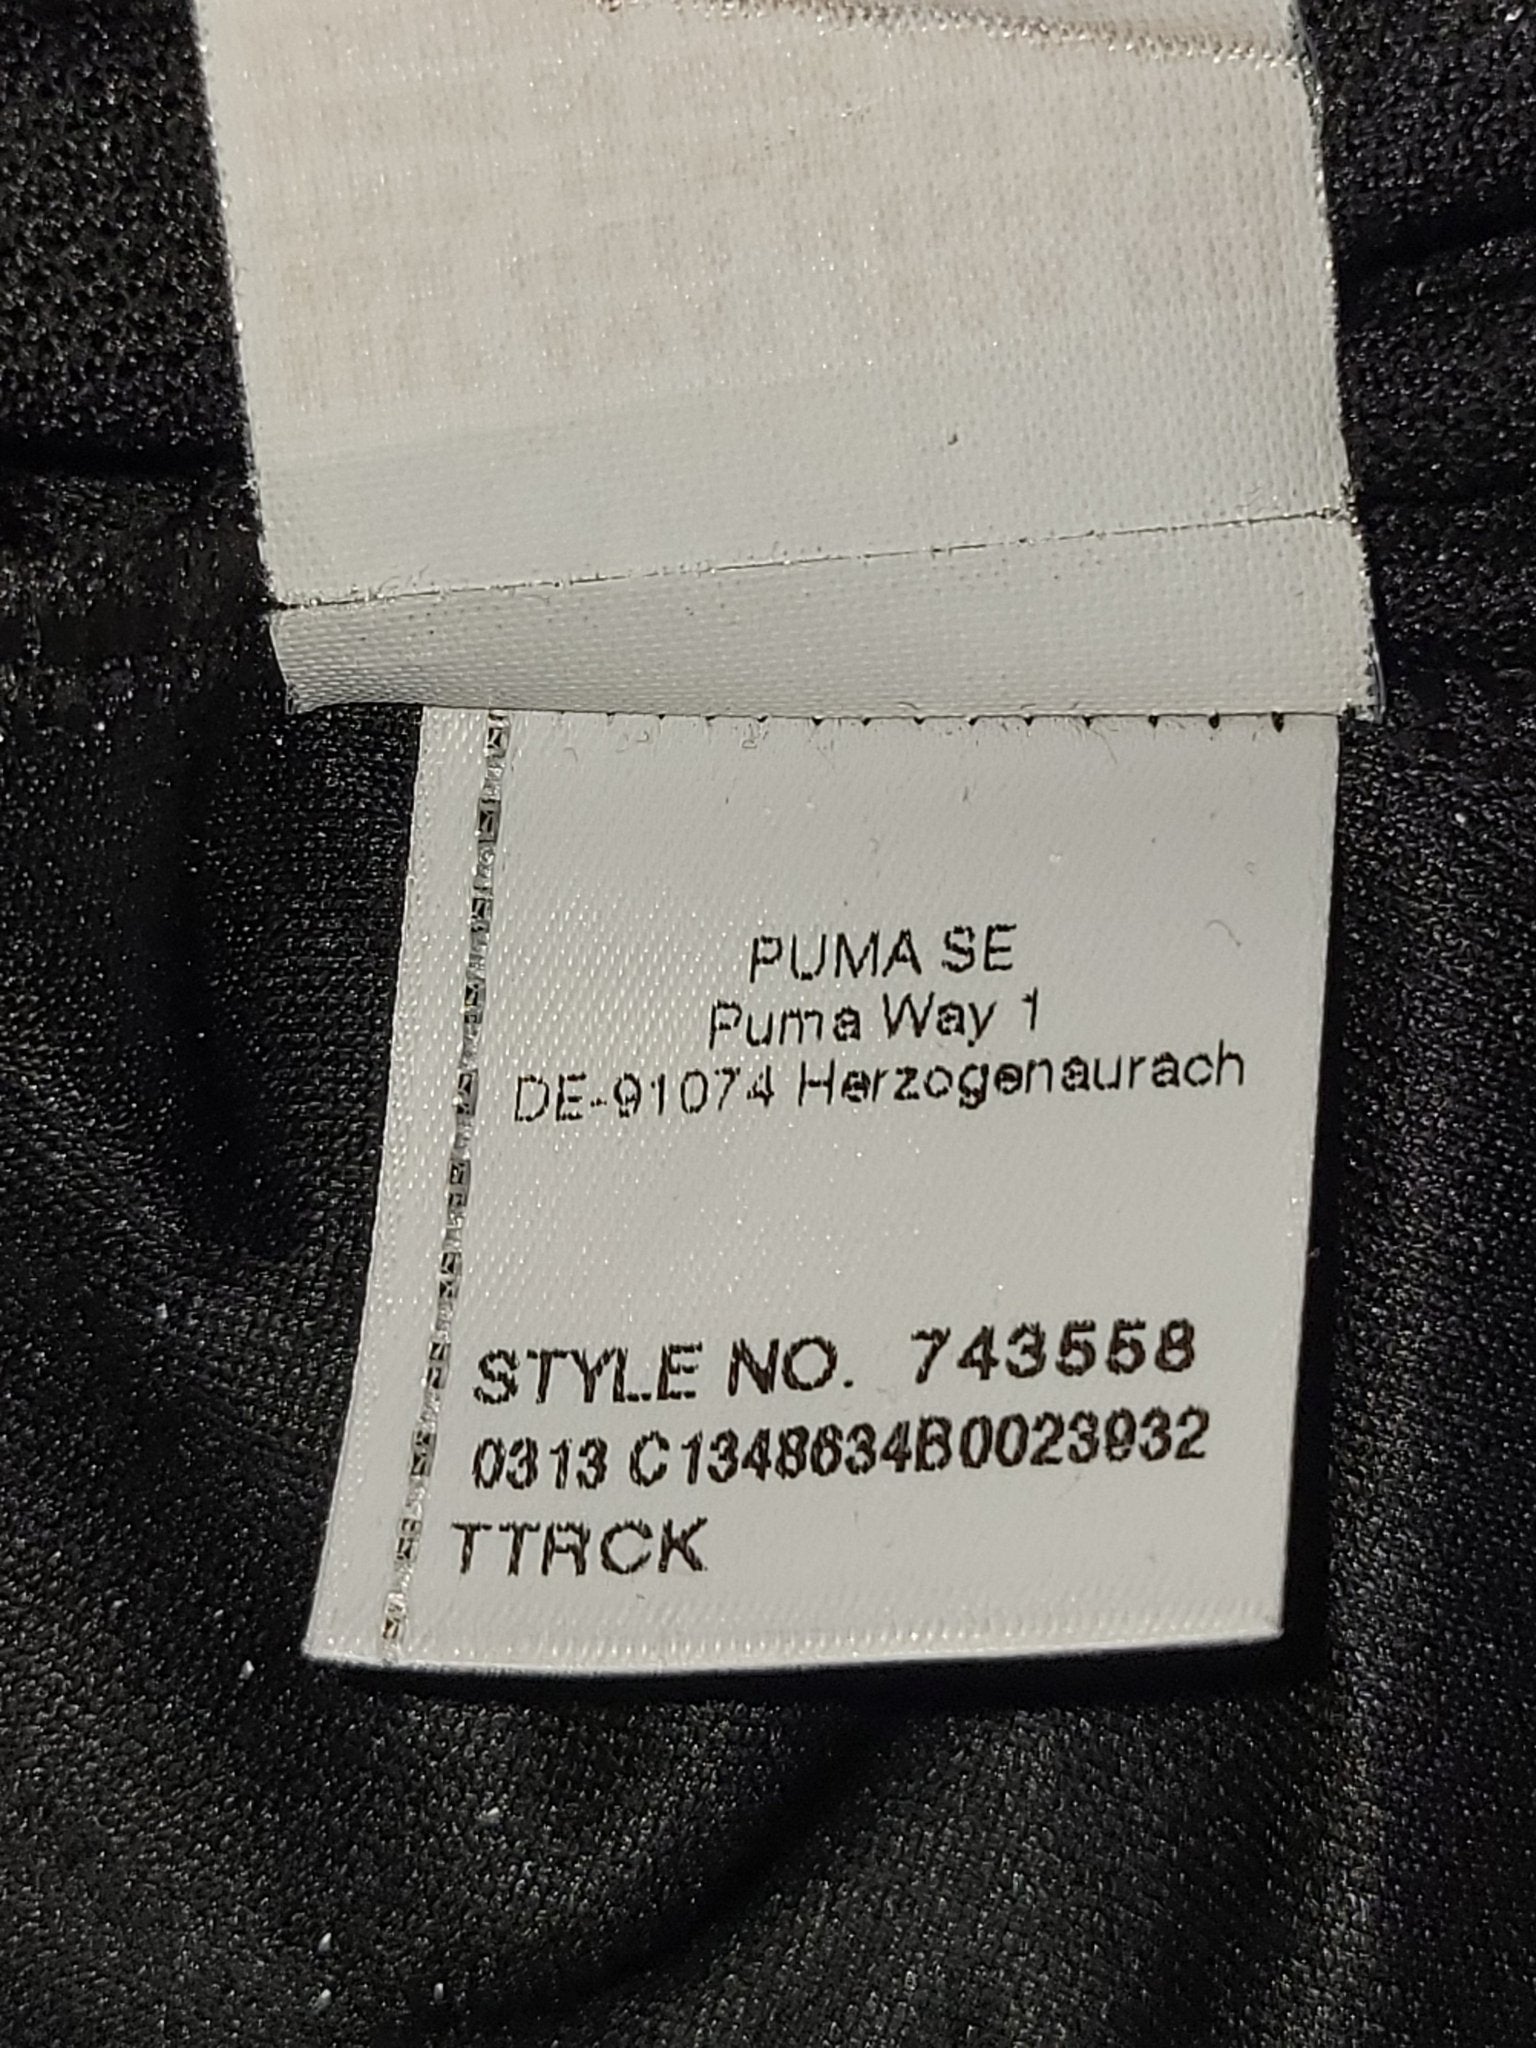 PUMA SE
Puma Way 1
DE-91074 Herzogenaurach
STYLE NO. 743558
0313 C1348634B0023932
TTRCK